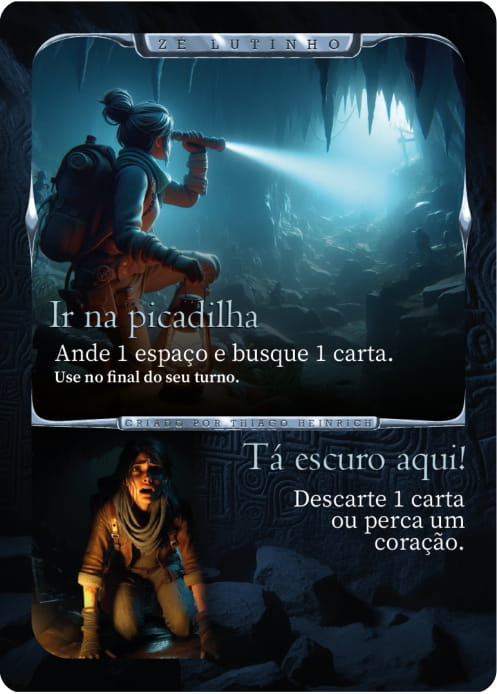 ZÉ LUTINHO
Ir na picadilha
Ande 1 espaço e busque 1 carta.
Use no final do seu turno.
CRIADO POR THIAGO HEINRICH
Tá escuro aqui!
Descarte 1 carta
ou perca um
coração.